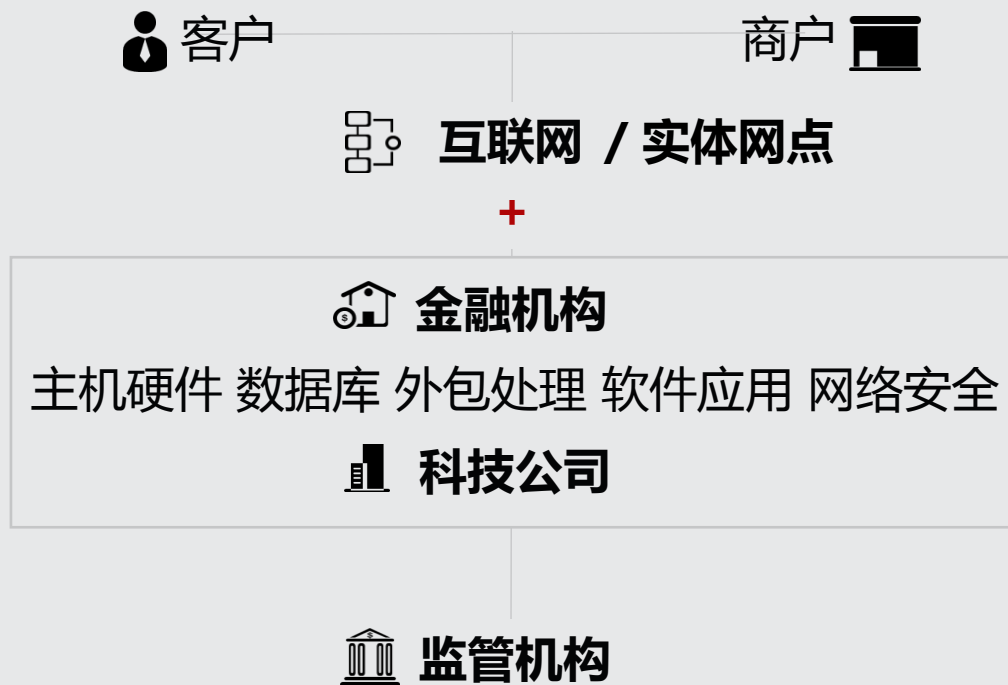 客户 商户
互联网 / 实体网点
+
金融机构
主机硬件 数据库 外包处理 软件应用 网络安全
科技公司
监管机构